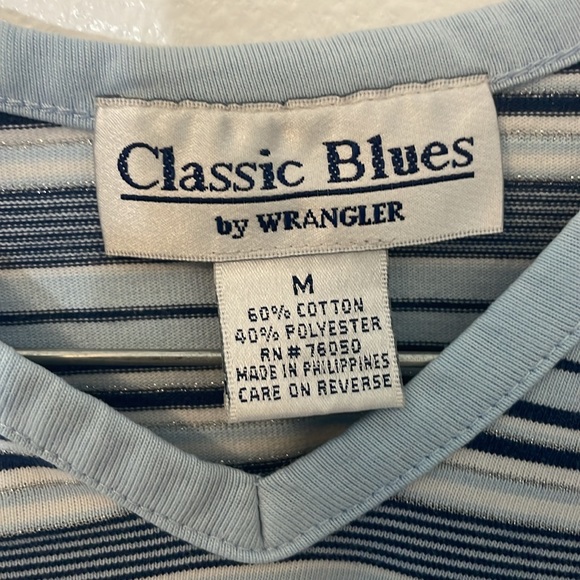 Classic Blues
by WRANGLER
M
60% COTTON
40% POLYESTER
RN# 76050
MADE IN PHILIPPINES
CARE ON REVERSE